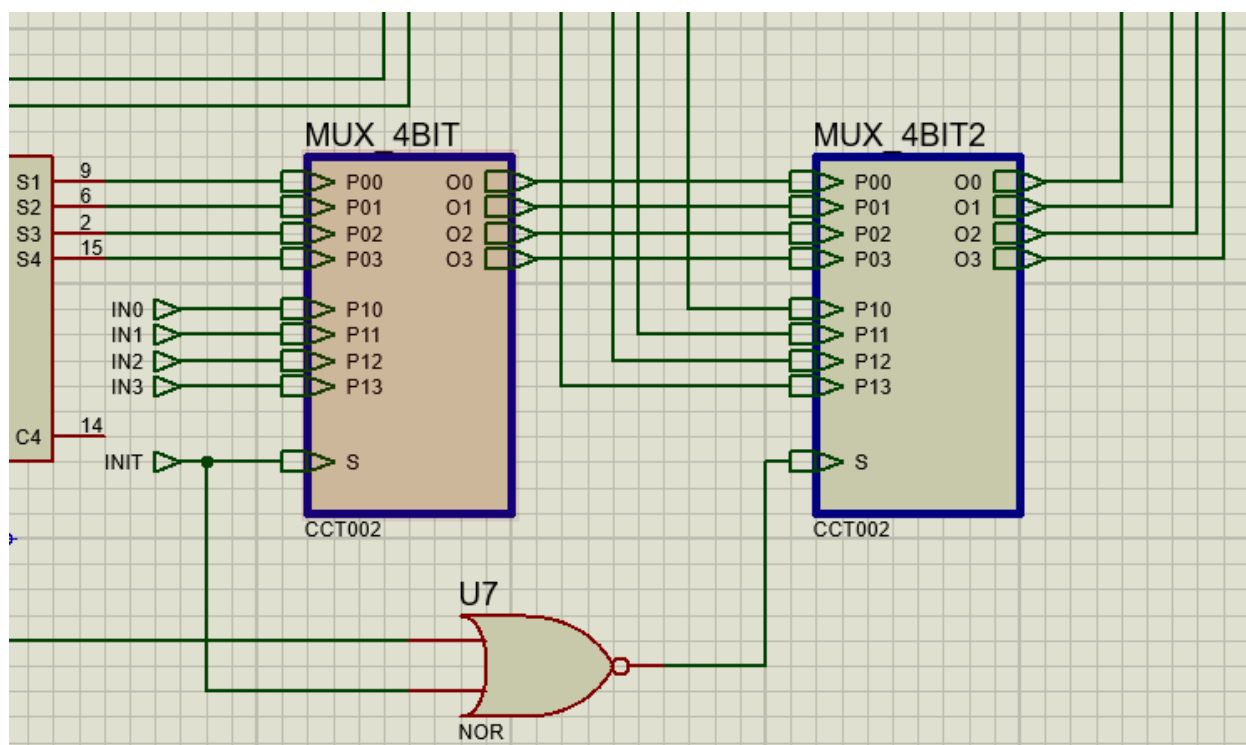 MUX_4BIT
MUX_4BIT2
S1 9
S2 6
S3 2
S4 15
C4 14
P00 O0
P01 O1
P02 O2
P03 O3
IN0 P10
IN1 P11
IN2 P12
IN3 P13
INIT S
CCT002
P00 O0
P01 O1
P02 O2
P03 O3
P10
P11
P12
P13
S
CCT002
U7
NOR